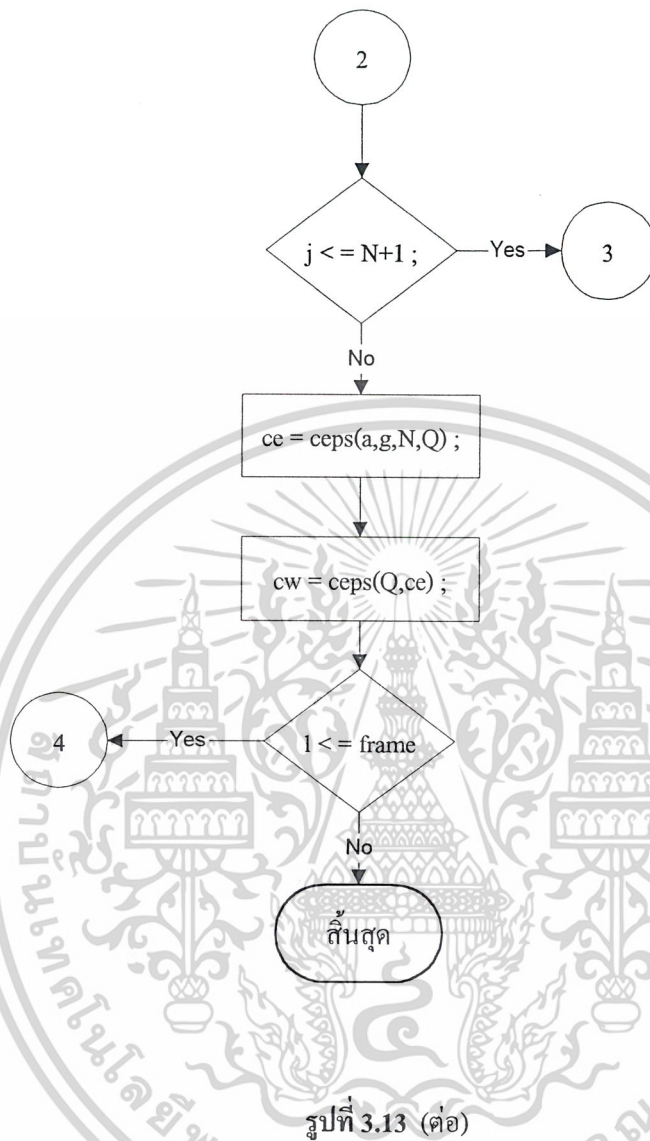 2
j < = N+1 ;
Yes
3
No
ce = ceps(a,g,N,Q) ;
cw = ceps(Q,ce) ;
4
Yes
l < = frame
No
สิ้นสุด
รูปที่ 3.13 (ต่อ)